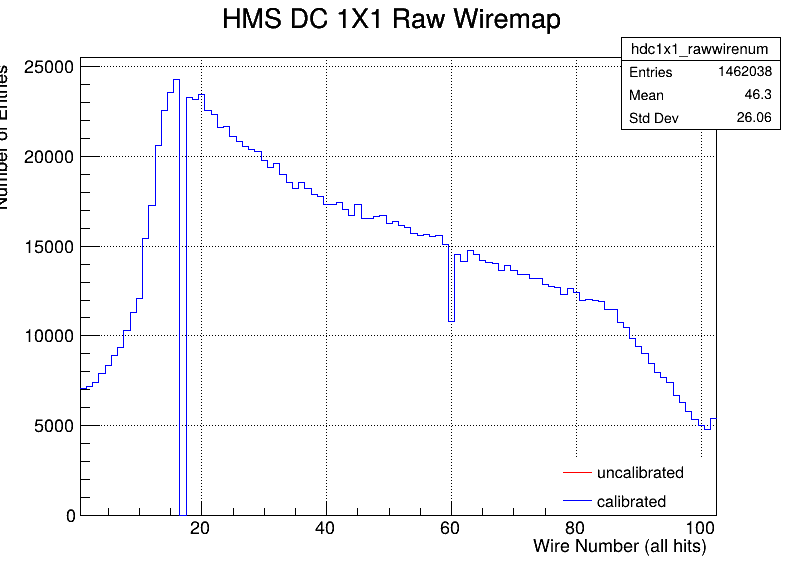 HMS DC 1X1 Raw Wiremap
hdc1x1_rawwirenum
Entries 1462038
Mean 46.3
Std Dev 26.06
Number of Entries
25000
20000
15000
10000
5000
0
uncalibrated
calibrated
20 40 60 80 100
Wire Number (all hits)